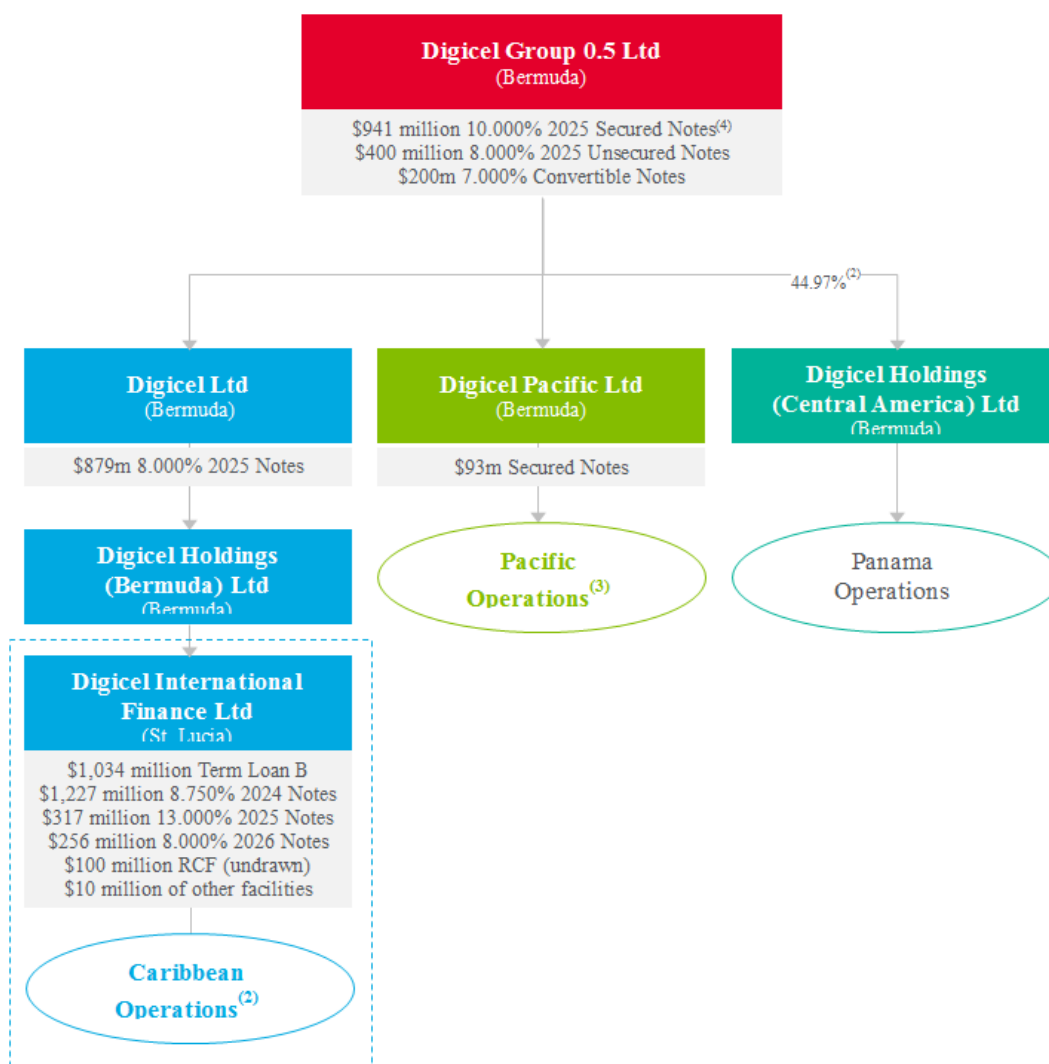 Digicel Group 0.5 Ltd
(Bermuda)
$941 million 10.000% 2025 Secured Notes(4)
$400 million 8.000% 2025 Unsecured Notes
$200m 7.000% Convertible Notes
44.97%(2)
Digicel Ltd
(Bermuda)
$879m 8.000% 2025 Notes
Digicel Pacific Ltd
(Bermuda)
$93m Secured Notes
Digicel Holdings
(Central America) Ltd
(Bermuda)
Digicel Holdings
(Bermuda) Ltd
(Bermuda)
Pacific
Operations(3)
Panama
Operations
Digicel International
Finance Ltd
(St. Lucia)
$1,034 million Term Loan B
$1,227 million 8.750% 2024 Notes
$317 million 13.000% 2025 Notes
$256 million 8.000% 2026 Notes
$100 million RCF (undrawn)
$10 million of other facilities
Caribbean
Operations(2)